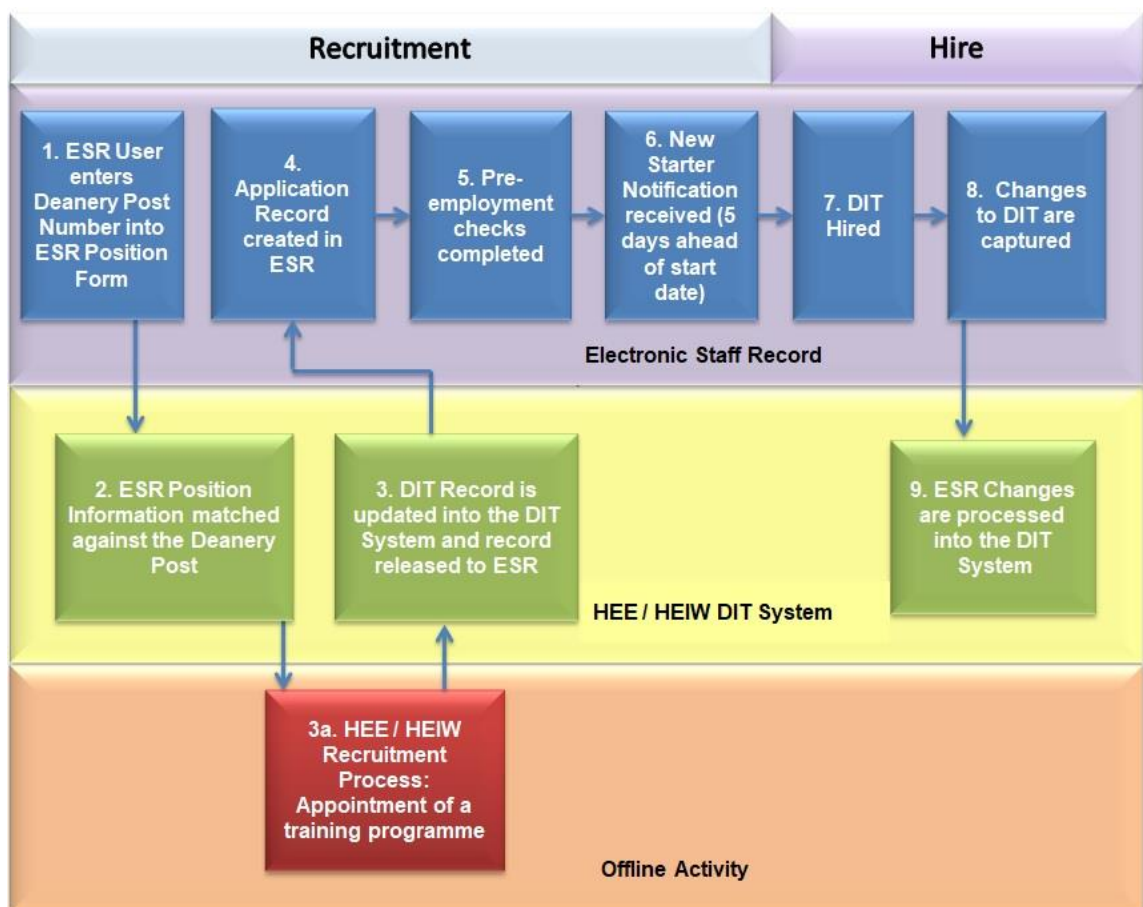 Recruitment
Hire
1. ESR User
enters
Deanery Post
Number into
ESR Position
Form
4.
Application
Record
created in
ESR
5. Pre-
employment
checks
completed
6. New
Starter
Notification
received (5
days ahead
of start
date)
7. DIT
Hired
8. Changes
to DIT are
captured
Electronic Staff Record
2. ESR Position
Information matched
against the Deanery
Post
3. DIT Record is
updated into the DIT
System and record
released to ESR
9. ESR Changes
are processed
into the DIT
System
HEE / HEIW DIT System
3a. HEE / HEIW
Recruitment
Process:
Appointment of a
training programme
Offline Activity